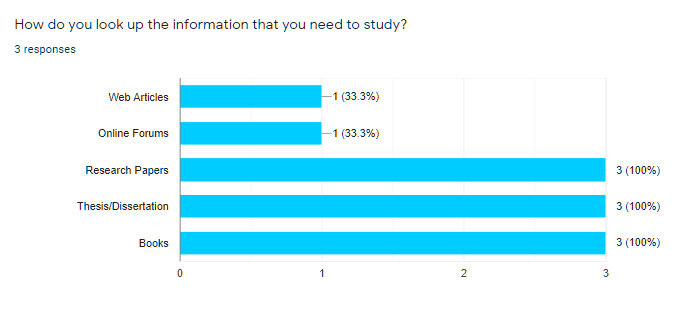 How do you look up the information that you need to study?
3 responses
Web Articles 1 (33.3%)
Online Forums 1 (33.3%)
Research Papers 3 (100%)
Thesis/Dissertation 3 (100%)
Books 3 (100%)
0 1 2 3